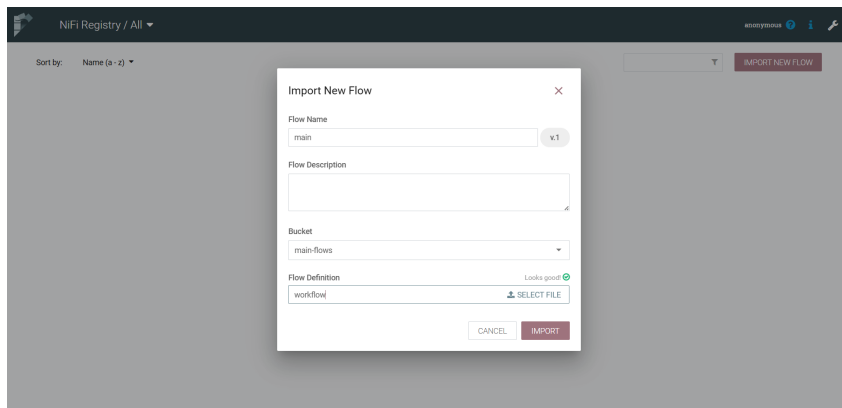 NiFi Registry / All
anonymous
Sort by: Name (a - z)
IMPORT NEW FLOW
Import New Flow
Flow Name
main v.1
Flow Description
Bucket
main-flows
Flow Definition Looks good!
workflow SELECT FILE
CANCEL IMPORT